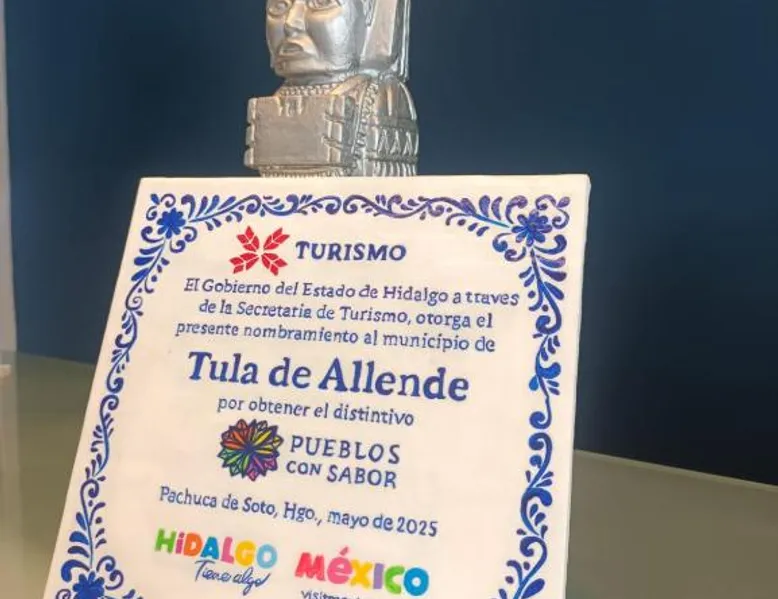 TURISMO
El Gobierno del Estado de Hidalgo a traves
de la Secretaria de Turismo, otorga el
presente nombramiento al municipio de
Tula de Allende
por obtener el distintivo
PUEBLOS
CON SABOR
Pachuca de Soto, Hgo., mayo de 2025
HiDALGO MéXICO
Tiene algo!